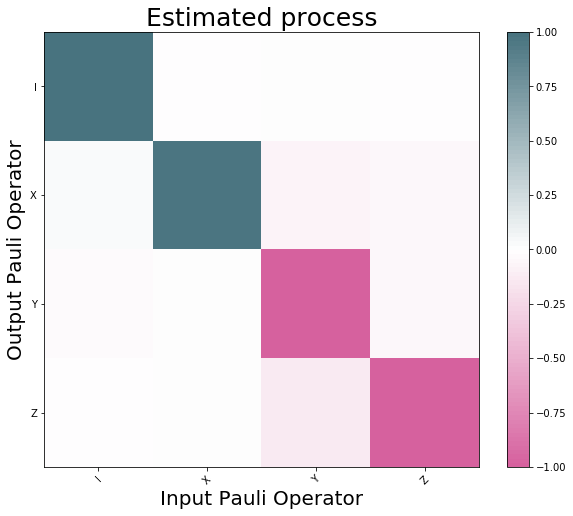 Estimated process
Output Pauli Operator
I
X
Y
Z
I
X
Y
Z
Input Pauli Operator
1.00
0.75
0.50
0.25
0.00
−0.25
−0.50
−0.75
−1.00